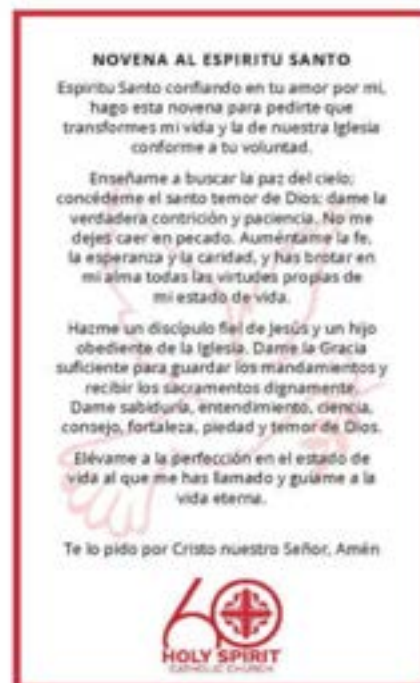 NOVENA AL ESPIRITU SANTO
Espiritu Santo confiando en tu amor por mi,
hago esta novena para pedirte que
transformes mi vida y la de nuestra Iglesia
conforme a tu voluntad.
Enseñame a buscar la paz del cielo;
concédeme el santo temor de Dios; dame la
verdadera contrición y paciencia. No me
dejes caer en pecado. Auméntame la fe,
la esperanza y la caridad, y has brotar en
mi alma todas las virtudes propias de
mi estado de vida.
Hazme un discípulo fiel de Jesús y un hijo
obediente de la Iglesia. Dame la Gracia
suficiente para guardar los mandamientos y
recibir los sacramentos dignamente.
Dame sabiduría, entendimiento, ciencia,
consejo, fortaleza, piedad y temor de Dios.
Elévame a la perfección en el estado de
vida al que me has llamado y guíame a la
vida eterna.
Te lo pido por Cristo nuestro Señor, Amén
60
HOLY SPIRIT
CATHOLIC CHURCH